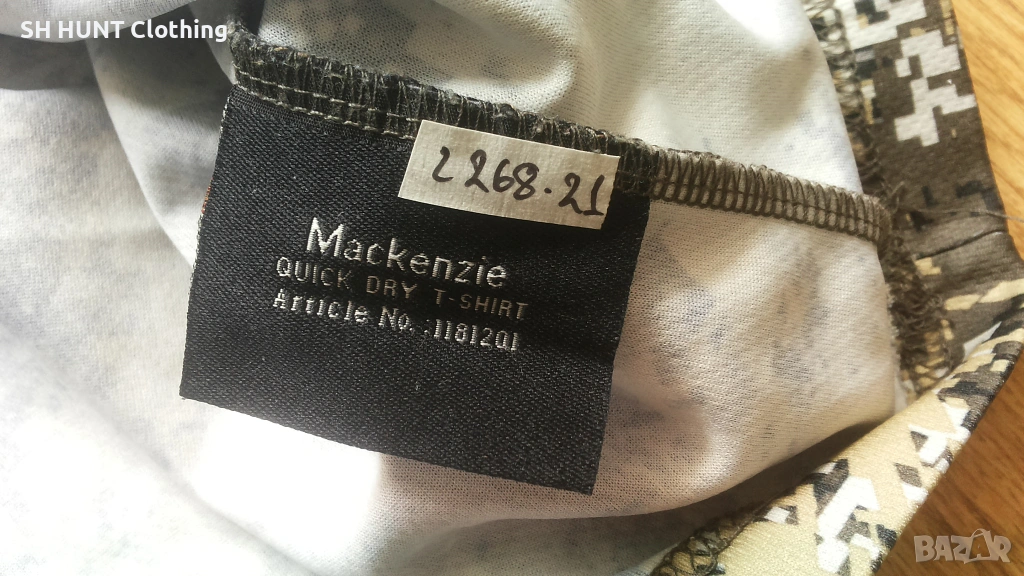 SH HUNT Clothing
2268.21
Mackenzie
QUICK DRY T-SHIRT
Article No. :1181201
BAZAR